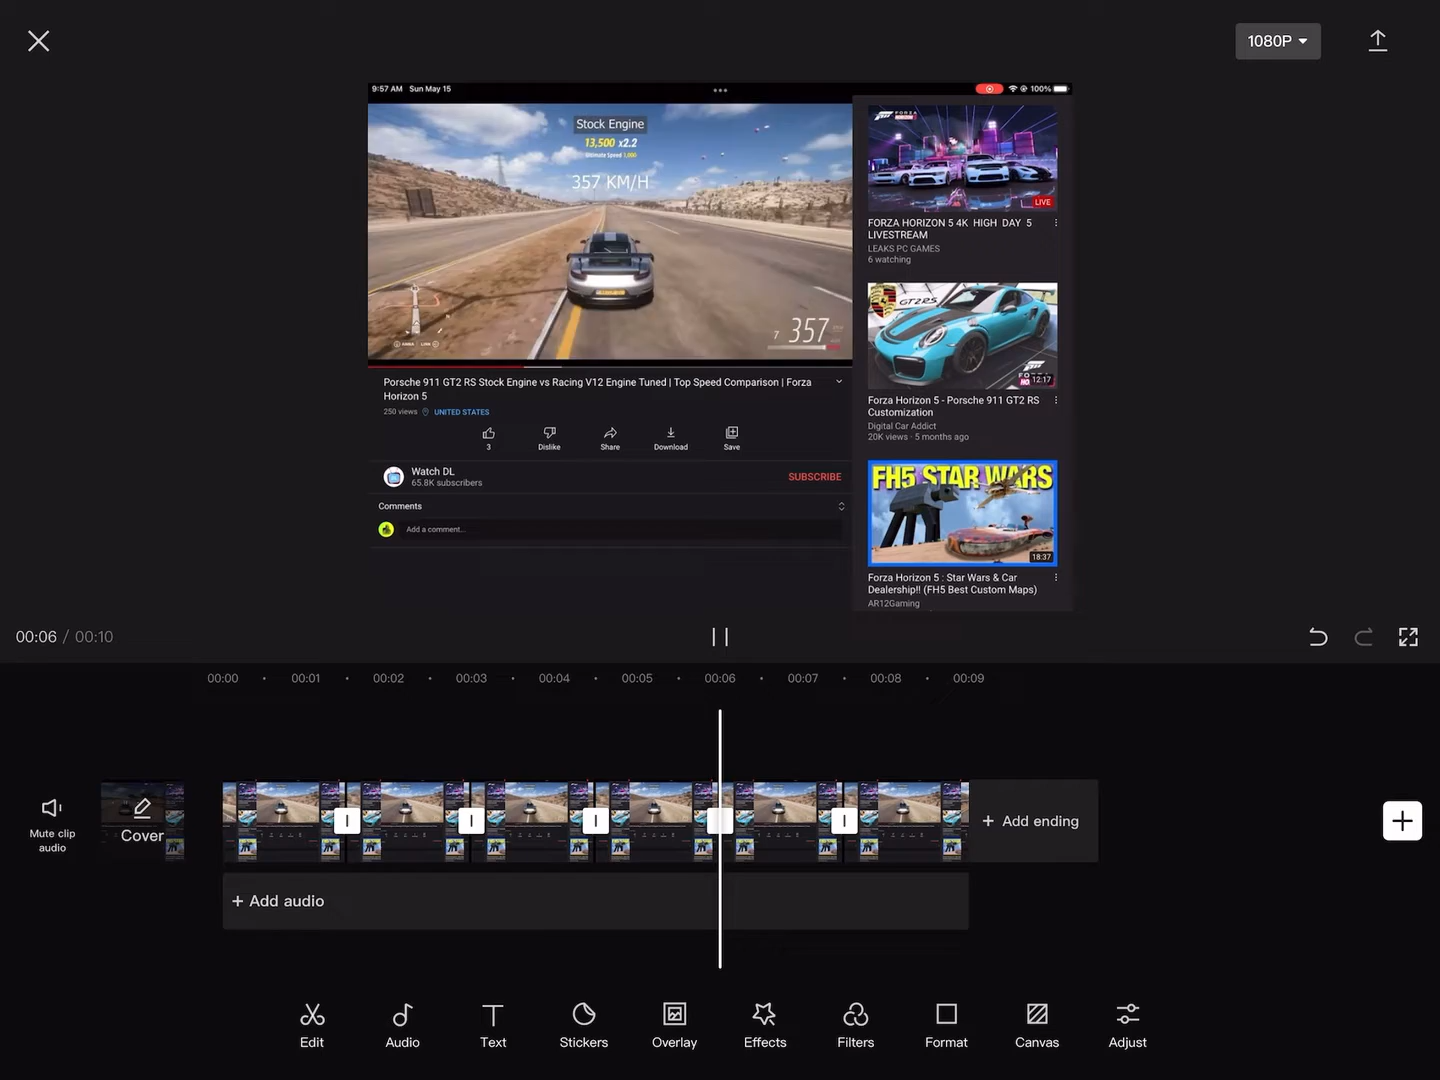 1080P
9:57 AM Sun May 15
100%
Stock Engine
13,500 x2.2
Ultimate Speed 1,000
357 KM/H
7 357
Porsche 911 GT2 RS Stock Engine vs Racing V12 Engine Tuned | Top Speed Comparison | Forza
Horizon 5
250 views UNITED STATES
3 Dislike Share Download Save
Watch DL
65.8K subscribers
SUBSCRIBE
Comments
Add a comment...
FORZA
HORIZON
LIVE
FORZA HORIZON 5 4K HIGH DAY 5
LIVESTREAM
LEAKS PC GAMES
6 watching
GT2RS
12:17
Forza Horizon 5 - Porsche 911 GT2 RS
Customization
Digital Car Addict
20K views · 5 months ago
FH5 STAR WARS
18:37
Forza Horizon 5 : Star Wars & Car
Dealership!! (FH5 Best Custom Maps)
AR12Gaming
00:06 / 00:10
00:00 00:01 00:02 00:03 00:04 00:05 00:06 00:07 00:08 00:09
Mute clip
audio
Cover
+ Add ending
+ Add audio
Edit Audio Text Stickers Overlay Effects Filters Format Canvas Adjust